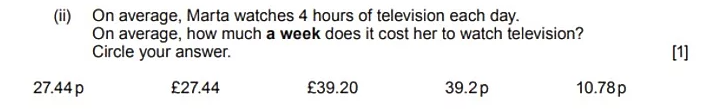 (ii) On average, Marta watches 4 hours of television each day.
On average, how much a week does it cost her to watch television?
Circle your answer. [1]
27.44p £27.44 £39.20 39.2p 10.78p